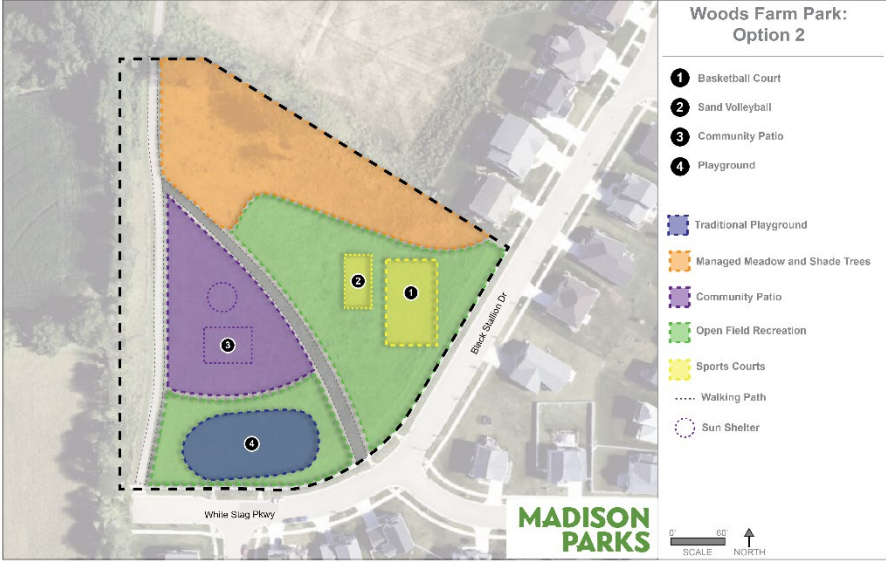 Woods Farm Park:
Option 2
1 Basketball Court
2 Sand Volleyball
3 Community Patio
4 Playground
Traditional Playground
Managed Meadow and Shade Trees
Community Patio
Open Field Recreation
Sports Courts
Walking Path
Sun Shelter
2
1
3
4
Black Stallion Dr
White Stag Pkwy
MADISON
PARKS
0' 60'
SCALE NORTH